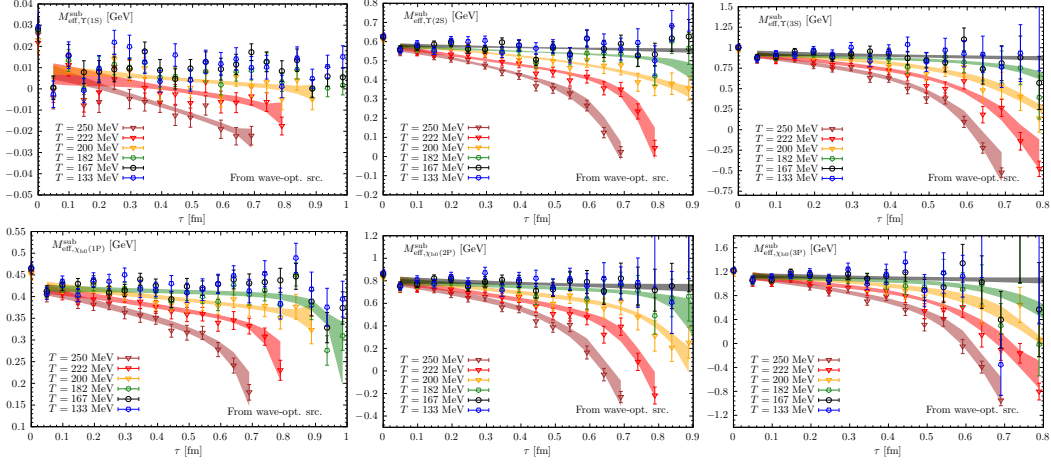 M^sub_eff,Υ(1S) [GeV]
0.04
0.03
0.02
0.01
0
−0.01
−0.02
−0.03
−0.04
−0.05
T = 250 MeV
T = 222 MeV
T = 200 MeV
T = 182 MeV
T = 167 MeV
T = 133 MeV
From wave-opt. src.
0 0.1 0.2 0.3 0.4 0.5 0.6 0.7 0.8 0.9 1
τ [fm]
M^sub_eff,Υ(2S) [GeV]
0.8
0.6
0.4
0.2
0
−0.2
T = 250 MeV
T = 222 MeV
T = 200 MeV
T = 182 MeV
T = 167 MeV
T = 133 MeV
From wave-opt. src.
0 0.1 0.2 0.3 0.4 0.5 0.6 0.7 0.8 0.9
τ [fm]
M^sub_eff,Υ(3S) [GeV]
1.25
1
0.75
0.5
0.25
0
−0.25
−0.5
−0.75
T = 250 MeV
T = 222 MeV
T = 200 MeV
T = 182 MeV
T = 167 MeV
T = 133 MeV
From wave-opt. src.
0 0.1 0.2 0.3 0.4 0.5 0.6 0.7 0.8
τ [fm]
M^sub_eff,χb0(1P) [GeV]
0.55
0.5
0.45
0.4
0.35
0.3
0.25
0.2
0.15
0.1
T = 250 MeV
T = 222 MeV
T = 200 MeV
T = 182 MeV
T = 167 MeV
T = 133 MeV
From wave-opt. src.
0 0.1 0.2 0.3 0.4 0.5 0.6 0.7 0.8 0.9 1
τ [fm]
M^sub_eff,χb0(2P) [GeV]
1.2
1
0.8
0.6
0.4
0.2
0
−0.2
−0.4
T = 250 MeV
T = 222 MeV
T = 200 MeV
T = 182 MeV
T = 167 MeV
T = 133 MeV
From wave-opt. src.
0 0.1 0.2 0.3 0.4 0.5 0.6 0.7 0.8 0.9
τ [fm]
M^sub_eff,χb0(3P) [GeV]
1.8
1.4
1
0.6
0.2
−0.2
−0.6
−1
−1.4
T = 250 MeV
T = 222 MeV
T = 200 MeV
T = 182 MeV
T = 167 MeV
T = 133 MeV
From wave-opt. src.
0 0.1 0.2 0.3 0.4 0.5 0.6 0.7 0.8
τ [fm]